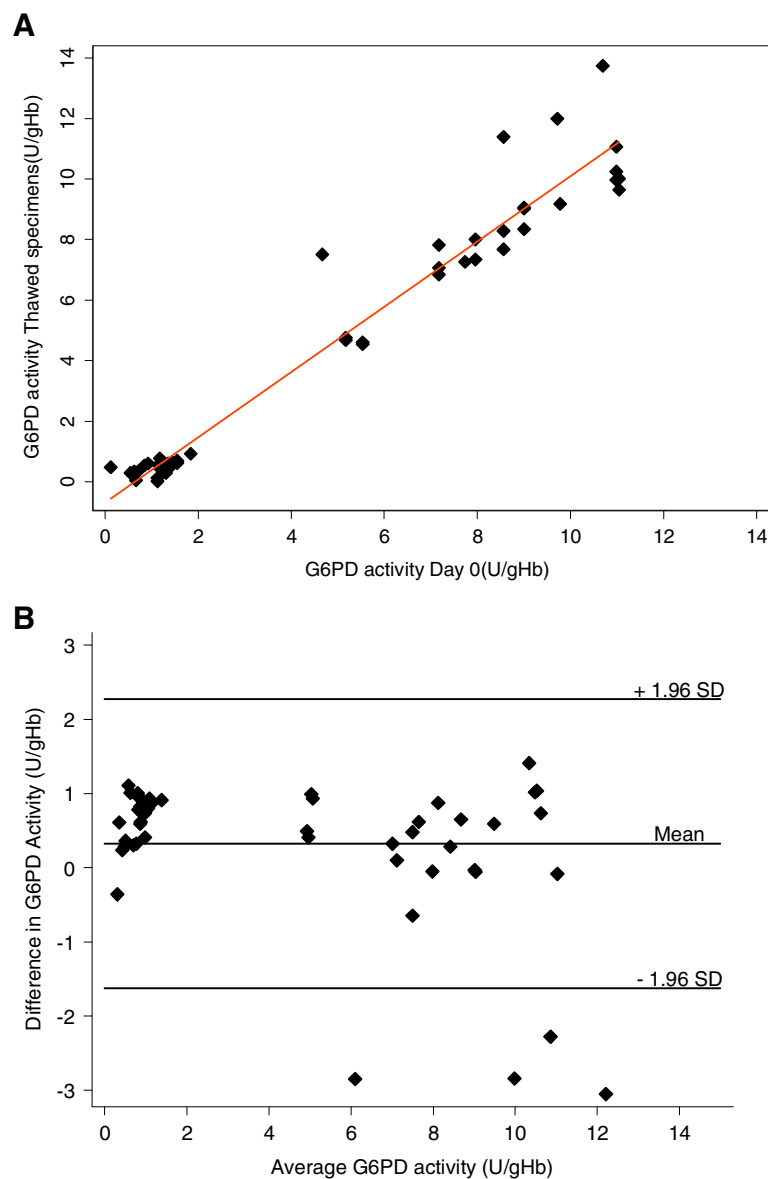 A
14
12
10
8
6
4
2
0
G6PD activity Thawed specimens(U/gHb)
0 2 4 6 8 10 12 14
G6PD activity Day 0(U/gHb)
B
3
2
1
0
-1
-2
-3
Difference in G6PD Activity (U/gHb)
+ 1.96 SD
Mean
- 1.96 SD
0 2 4 6 8 10 12 14
Average G6PD activity (U/gHb)